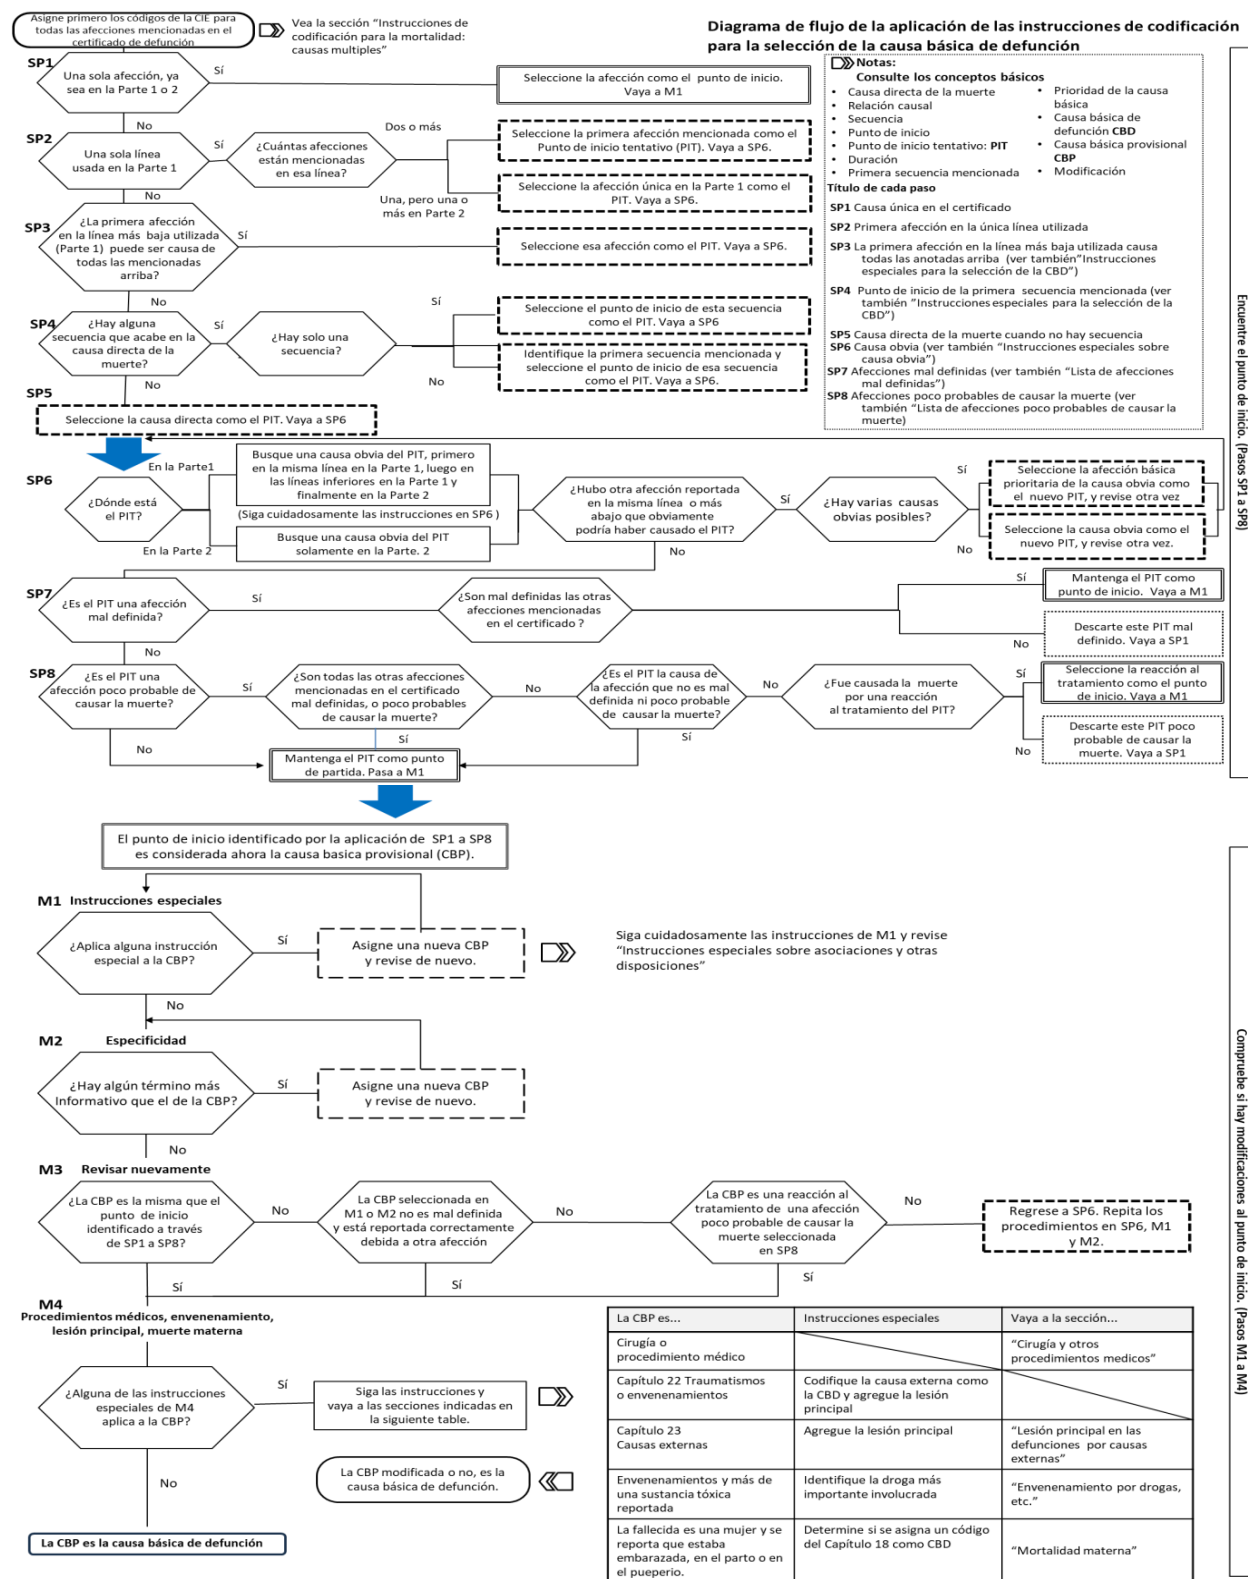 Asigne primero los códigos de la CIE para
todas las afecciones mencionadas en el
certificado de defunción
Vea la sección “Instrucciones de
codificación para la mortalidad:
causas multiples”
Diagrama de flujo de la aplicación de las instrucciones de codificación
para la selección de la causa básica de defunción
Notas:
Consulte los conceptos básicos
• Causa directa de la muerte
• Relación causal
• Secuencia
• Punto de inicio
• Punto de inicio tentativo: PIT
• Duración
• Primera secuencia mencionada
• Prioridad de la causa
básica
• Causa básica de
defunción CBD
• Causa básica provisional
CBP
• Modificación
Título de cada paso
SP1 Causa única en el certificado
SP2 Primera afección en la única línea utilizada
SP3 La primera afección en la línea más baja utilizada causa
todas las anotadas arriba (ver también”Instrucciones
especiales para la selección de la CBD”)
SP4 Punto de inicio de la primera secuencia mencionada (ver
también ”Instrucciones especiales para la selección de la
CBD”)
SP5 Causa directa de la muerte cuando no hay secuencia
SP6 Causa obvia (ver también “Instrucciones especiales sobre
causa obvia”)
SP7 Afecciones mal definidas (ver también “Lista de afecciones
mal definidas”)
SP8 Afecciones poco probables de causar la muerte (ver
también “Lista de afecciones poco probables de causar la
muerte)
SP1
Una sola afección, ya
sea en la Parte 1 o 2
Sí
Seleccione la afección como el punto de inicio.
Vaya a M1
No
SP2
Una sola línea
usada en la Parte 1
Sí
¿Cuántas afecciones
están mencionadas
en esa línea?
Dos o más
Seleccione la primera afección mencionada como el
Punto de inicio tentativo (PIT). Vaya a SP6.
Seleccione la afección única en la Parte 1 como el
PIT. Vaya a SP6.
Una, pero una o
más en Parte 2
No
SP3
¿La primera afección
en la línea más baja utilizada
(Parte 1) puede ser causa de
todas las mencionadas
arriba?
Sí
Seleccione esa afección como el PIT. Vaya a SP6.
No
SP4
¿Hay alguna
secuencia que acabe en la
causa directa de la
muerte?
Sí
¿Hay solo una
secuencia?
Sí
Seleccione el punto de inicio de esta secuencia
como el PIT. Vaya a SP6
Identifique la primera secuencia mencionada y
seleccione el punto de inicio de esa secuencia
como el PIT. Vaya a SP6.
No
No
SP5
Seleccione la causa directa como el PIT. Vaya a SP6
SP6
¿Dónde está
el PIT?
En la Parte1
Busque una causa obvia del PIT, primero
en la misma línea en la Parte 1, luego en
las líneas inferiores en la Parte 1 y
finalmente en la Parte 2
(Siga cuidadosamente las instrucciones en SP6 )
Busque una causa obvia del PIT
solamente en la Parte. 2
En la Parte 2
¿Hubo otra afección reportada
en la misma línea o más
abajo que obviamente
podría haber causado el PIT?
Sí
¿Hay varias causas
obvias posibles?
Sí
Seleccione la afección básica
prioritaria de la causa obvia como
el nuevo PIT, y revise otra vez
Seleccione la causa obvia como el
nuevo PIT, y revise otra vez.
No
No
SP7
¿Es el PIT una afección
mal definida?
Sí
¿Son mal definidas las otras
afecciones mencionadas
en el certificado ?
Sí
Mantenga el PIT como
punto de inicio. Vaya a M1
No
Descarte este PIT mal
definido. Vaya a SP1
No
SP8
¿Es el PIT una
afección poco probable de
causar la muerte?
Sí
¿Son todas las otras afecciones
mencionadas en el certificado
mal definidas, o poco probables
de causar la muerte?
No
¿Es el PIT la causa de
la afección que no es mal
definida ni poco probable
de causar la muerte?
No
¿Fue causada la muerte
por una reacción
al tratamiento del PIT?
Sí
Seleccione la reacción al
tratamiento como el punto
de inicio. Vaya a M1
No
Descarte este PIT poco
probable de causar la
muerte. Vaya a SP1
No
Sí
Sí
Mantenga el PIT como punto
de partida. Pasa a M1
Encuentre el punto de inicio. (Pasos SP1 a SP8)
El punto de inicio identificado por la aplicación de SP1 a SP8
es considerada ahora la causa basica provisional (CBP).
M1 Instrucciones especiales
¿Aplica alguna instrucción
especial a la CBP?
Sí
Asigne una nueva CBP
y revise de nuevo.
Siga cuidadosamente las instrucciones de M1 y revise
“Instrucciones especiales sobre asociaciones y otras
disposiciones”
No
M2 Especificidad
¿Hay algún término más
Informativo que el de la CBP?
Sí
Asigne una nueva CBP
y revise de nuevo.
No
M3 Revisar nuevamente
¿La CBP es la misma que el
punto de inicio
identificado a través
de SP1 a SP8?
No
La CBP seleccionada en
M1 o M2 no es mal definida
y está reportada correctamente
debida a otra afección
No
La CBP es una reacción al
tratamiento de una afección
poco probable de causar la
muerte seleccionada
en SP8
No
Regrese a SP6. Repita los
procedimientos en SP6, M1
y M2.
Sí
Sí
Sí
M4
Procedimientos médicos, envenenamiento,
lesión principal, muerte materna
¿Alguna de las instrucciones
especiales de M4
aplica a la CBP?
Sí
Siga las instrucciones y
vaya a las secciones indicadas en
la siguiente table.
No
La CBP modificada o no, es la
causa básica de defunción.
La CBP es la causa básica de defunción
La CBP es...
Instrucciones especiales
Vaya a la sección...
Cirugía o
procedimiento médico
“Cirugía y otros
procedimientos medicos”
Capítulo 22 Traumatismos
o envenenamientos
Codifique la causa externa como
la CBD y agregue la lesión
principal
Capítulo 23
Causas externas
Agregue la lesión principal
“Lesión principal en las
defunciones por causas
externas”
Envenenamientos y más de
una sustancia tóxica
reportada
Identifique la droga más
importante involucrada
“Envenenamiento por drogas,
etc.”
La fallecida es una mujer y se
reporta que estaba
embarazada, en el parto o en
el pueperio.
Determine si se asigna un código
del Capítulo 18 como CBD
“Mortalidad materna”
Compruebe si hay modificaciones al punto de inicio. (Pasos M1 a M4)